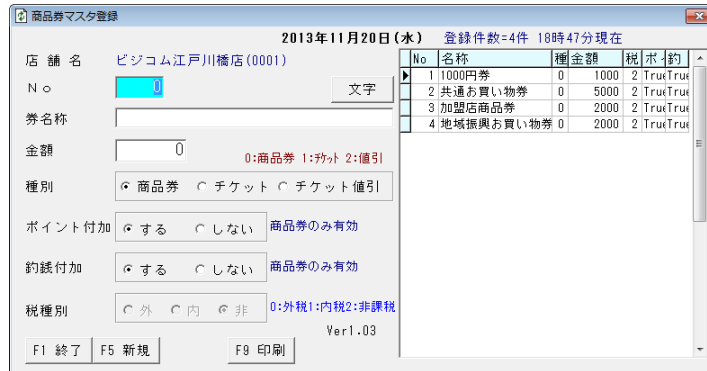 商品券マスタ登録
2013年11月20日(水) 登録件数=4件 18時47分現在
店舗名 ビジコム江戸川橋店(0001)
No 0 文字
券名称
金額 0 0:商品券 1:ﾁｹｯﾄ 2:値引
種別 商品券 チケット チケット値引
ポイント付加 する しない 商品券のみ有効
釣銭付加 する しない 商品券のみ有効
税種別 外 内 非 0:外税1:内税2:非課税
Ver1.03
F1 終了 F5 新規 F9 印刷
No 名称 種 金額 税 ポイ 釣
1 1000円券 0 1000 2 True True
2 共通お買い物券 0 5000 2 True True
3 加盟店商品券 0 2000 2 True True
4 地域振興お買い物券 0 2000 2 True True